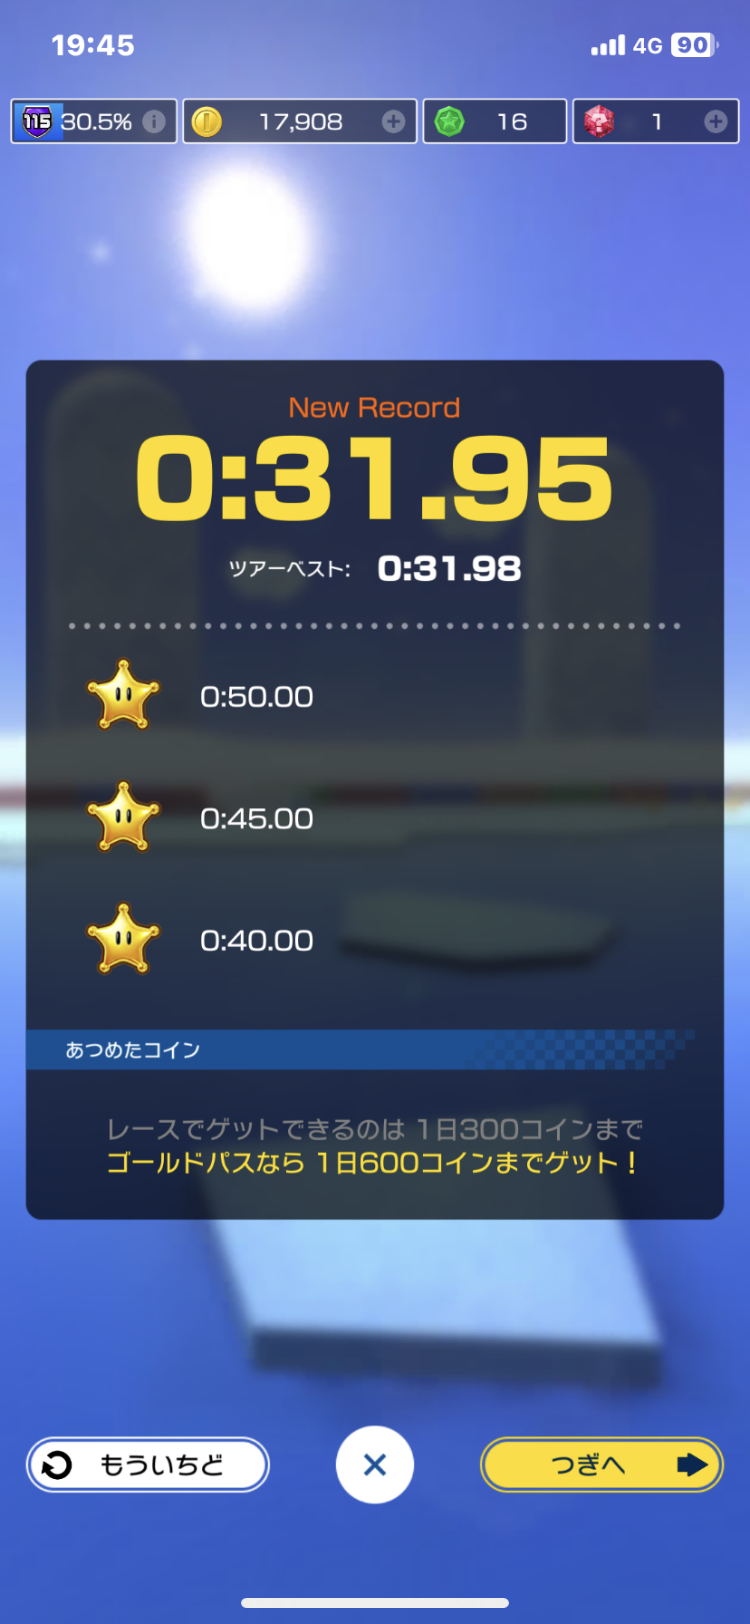 19:45
4G
90
115
30.5%
17,908
16
1
New Record
0:31.95
ツアーベスト: 0:31.98
0:50.00
0:45.00
0:40.00
あつめたコイン
レースでゲットできるのは 1日300コインまで
ゴールドパスなら 1日600コインまでゲット！
もういちど
つぎへ